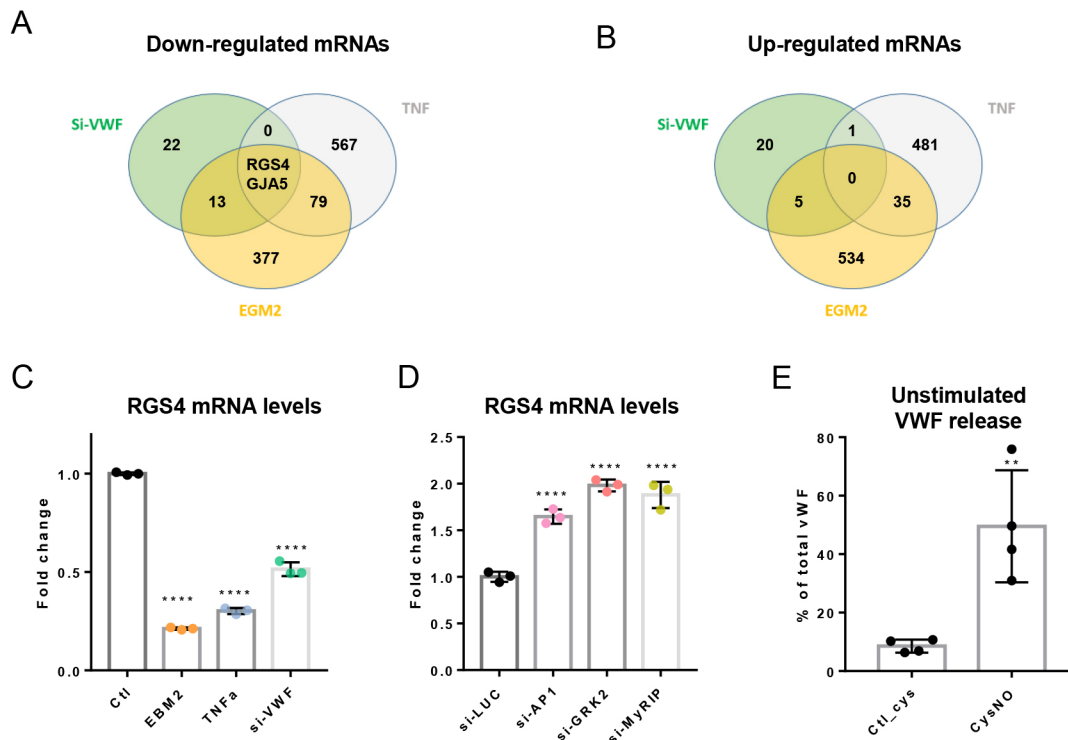 A
Down-regulated mRNAs
Si-VWF
TNF
22
0
567
RGS4
GJA5
13
79
377
EGM2
B
Up-regulated mRNAs
Si-VWF
TNF
20
1
481
0
5
35
534
EGM2
C
RGS4 mRNA levels
Fold change
1.0
0.5
0.0
****
****
****
Ctl
EBM2
TNFa
si-VWF
D
RGS4 mRNA levels
Fold change
2.5
2.0
1.5
1.0
0.5
0.0
****
****
****
si-LUC
si-AP1
si-GRK2
si-MyRIP
E
Unstimulated
VWF release
% of total vWF
80
60
40
20
0
**
Ctl_cys
CysNO